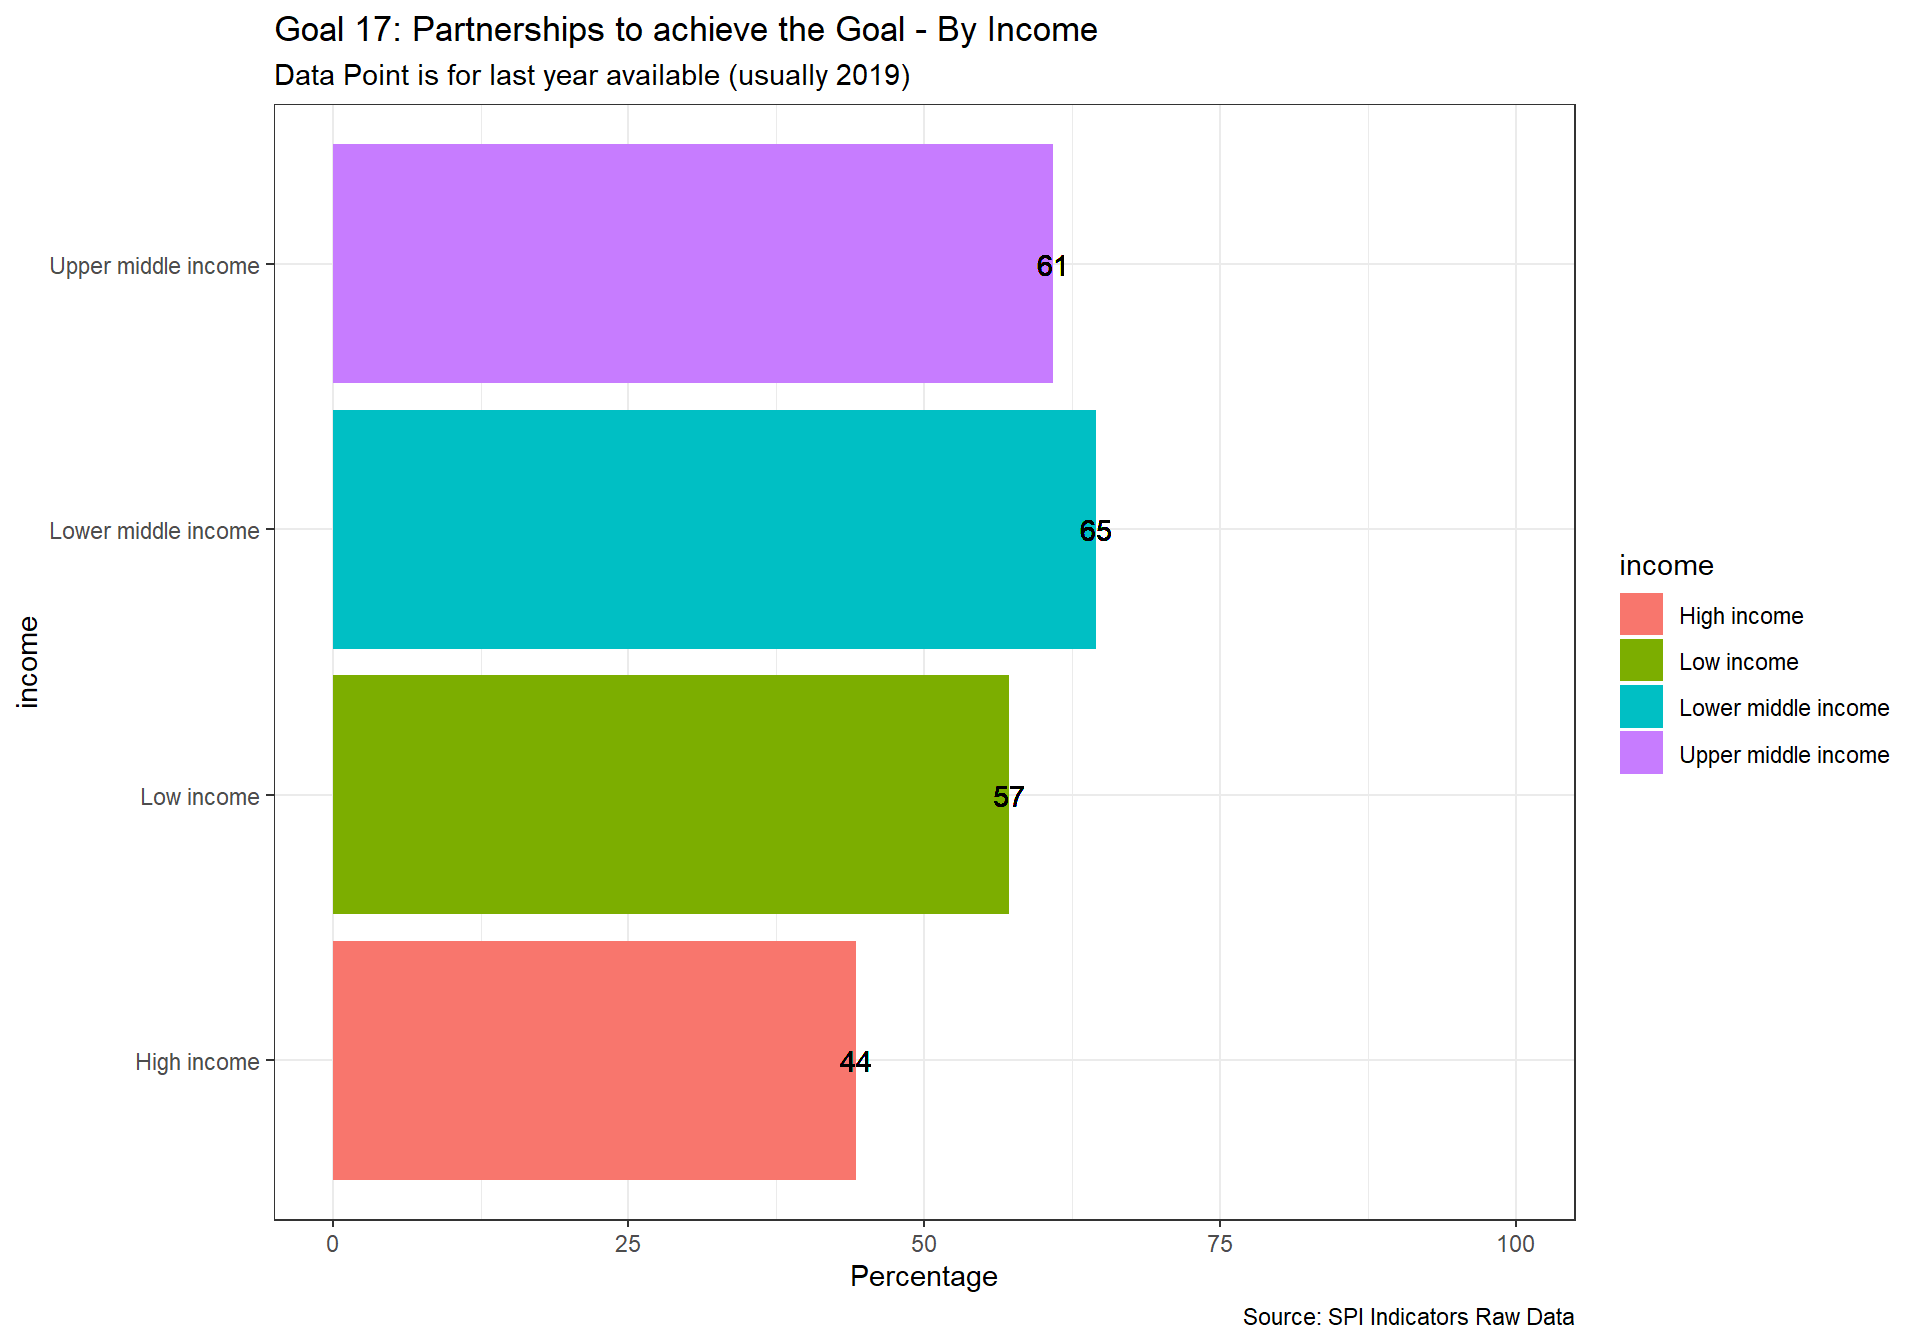 Goal 17: Partnerships to achieve the Goal - By Income
Data Point is for last year available (usually 2019)
income
Upper middle income
61
Lower middle income
65
Low income
57
High income
44
0 25 50 75 100
Percentage
income
High income
Low income
Lower middle income
Upper middle income
Source: SPI Indicators Raw Data